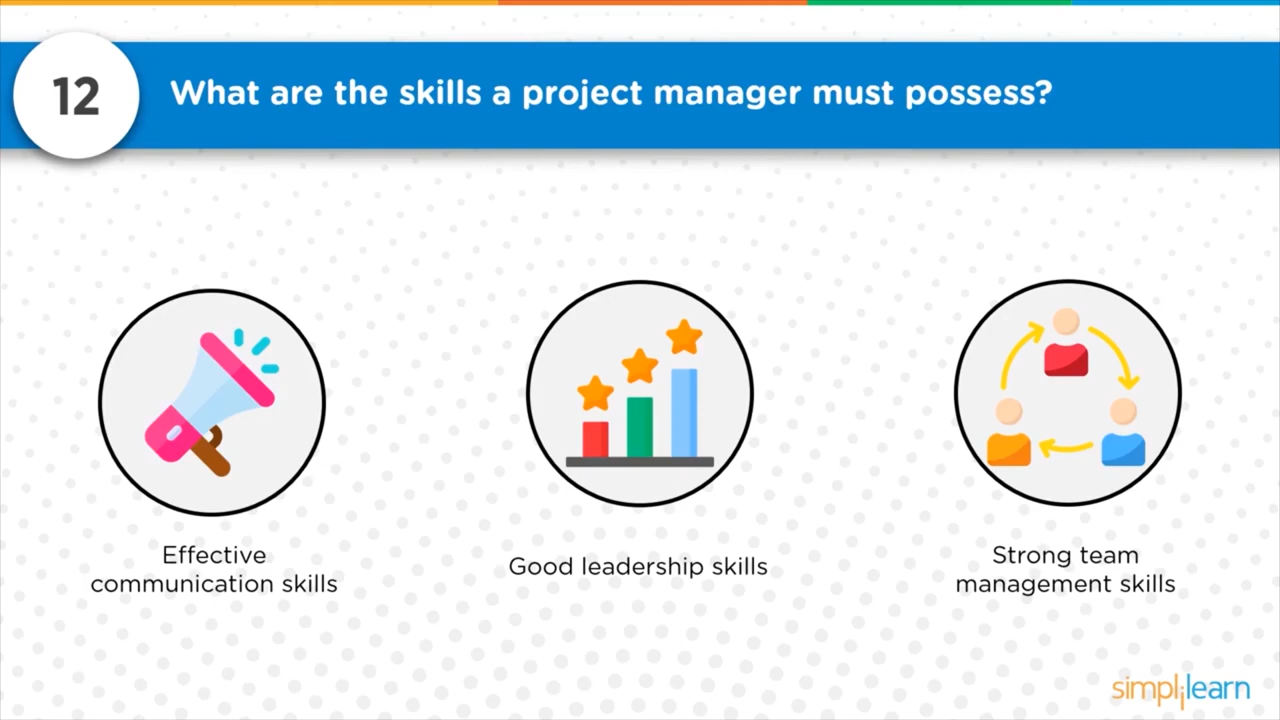 12
What are the skills a project manager must possess?
Effective
communication skills
Good leadership skills
Strong team
management skills
simplilearn